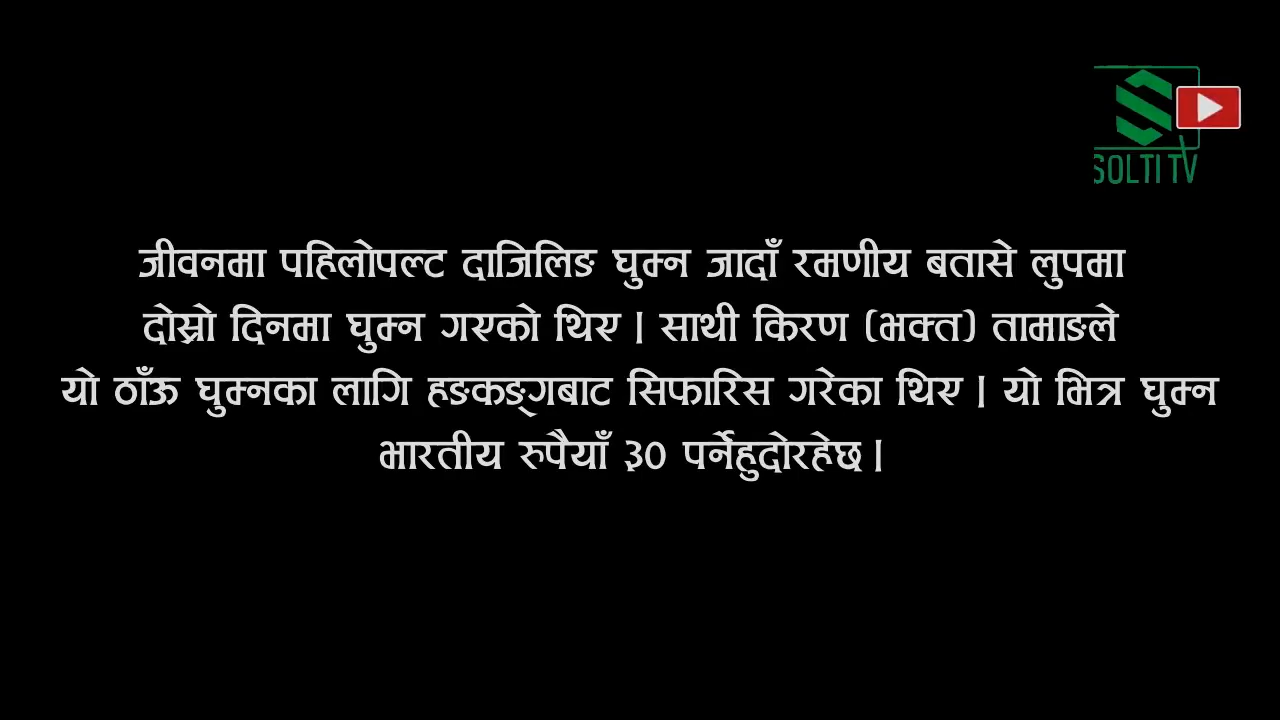 SOLTI TV
जीवनमा पहिलोपल्ट दाजिलिङ घुम्न जादाँ रमणीय बतासे लुपमा
दोस्रो दिनमा घुम्न गएको थिए । साथी किरण (भक्त) तामाङले
यो ठाँऊ घुम्नका लागि हङकङ्गबाट सिफारिस गरेका थिए । यो भित्र घुम्न
भारतीय रुपैयाँ ३० पर्नेहुदोरहेछ ।